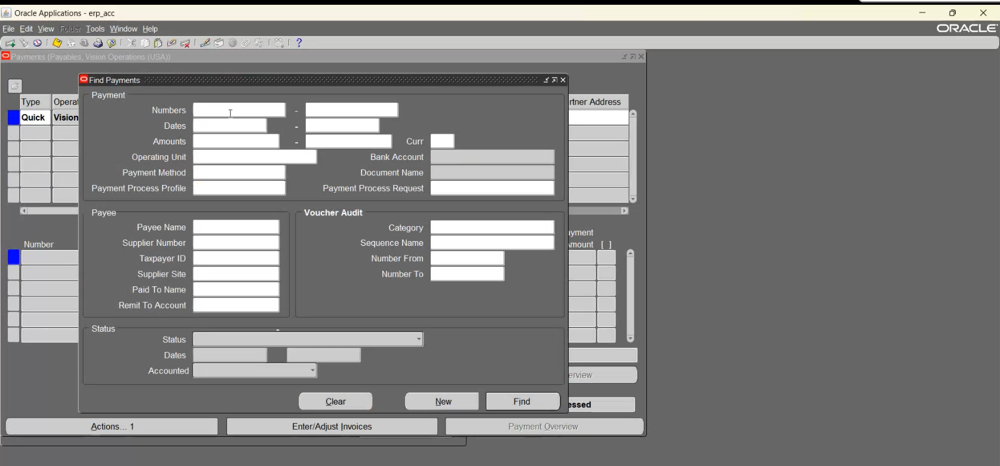 Oracle Applications - erp_acc
File Edit View Folder Tools Window Help
ORACLE
Payments (Payables, Vision Operations (USA))
Find Payments
Payment
Type Operat rtner Address
Quick Vision
Numbers -
Dates -
Amounts - Curr
Operating Unit Bank Account
Payment Method Document Name
Payment Process Profile Payment Process Request
Payee Voucher Audit
Payee Name Category
Supplier Number Sequence Name
Taxpayer ID Number From
Supplier Site Number To
Paid To Name
Remit To Account
yment
Number Amount [ ]
Status -
Status
Dates
Accounted
erview
Clear New Find
essed
Actions... 1 Enter/Adjust Invoices Payment Overview